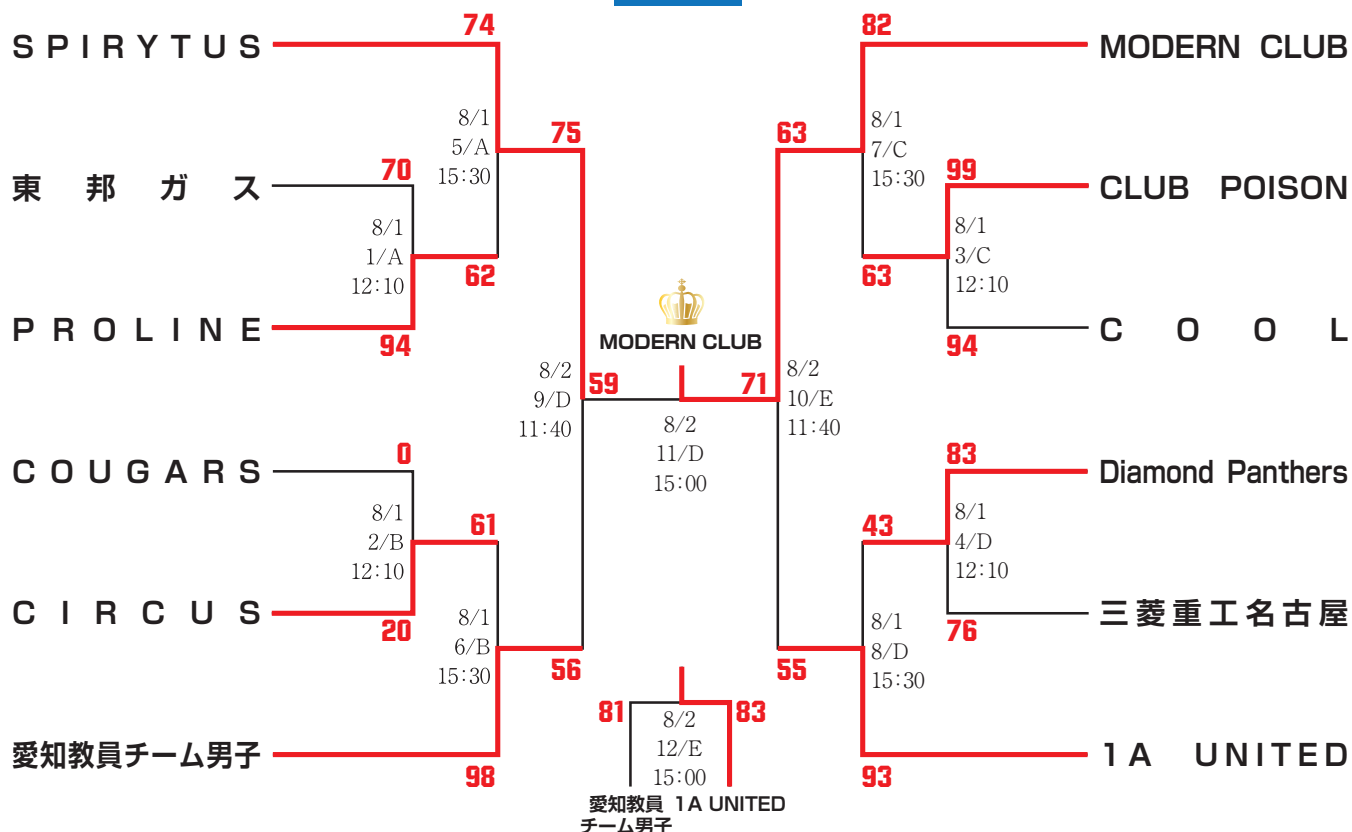 74
82
SPIRYTUS
MODERN CLUB
8/1
5/A
15:30
75
63
8/1
7/C
15:30
70
99
東邦ガス
CLUB POISON
8/1
1/A
12:10
62
63
8/1
3/C
12:10
PROLINE
94
MODERN CLUB
94
COOL
8/2
9/D
11:40
59
71
8/2
10/E
11:40
8/2
11/D
15:00
0
83
COUGARS
Diamond Panthers
8/1
2/B
12:10
61
43
8/1
4/D
12:10
CIRCUS
20
76
三菱重工名古屋
8/1
6/B
15:30
56
55
8/1
8/D
15:30
81
83
8/2
12/E
15:00
愛知教員チーム男子
98
93
1A UNITED
愛知教員 1A UNITED
チーム男子